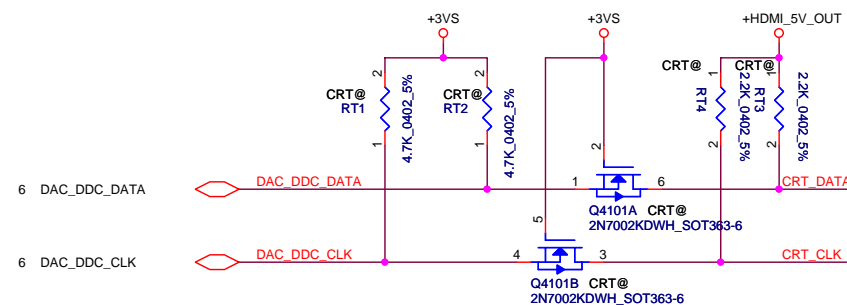 +3VS
+3VS
+HDMI_5V_OUT
CRT@
RT1
2
1
4.7K_0402_5%
CRT@
RT2
2
1
4.7K_0402_5%
CRT@
RT4
1
2
2.2K_0402_5%
CRT@
RT3
1
2
2.2K_0402_5%
6 DAC_DDC_DATA
DAC_DDC_DATA
1
2
6
CRT_DATA
Q4101A CRT@
2N7002KDWH_SOT363-6
6 DAC_DDC_CLK
DAC_DDC_CLK
4
5
3
CRT_CLK
Q4101B CRT@
2N7002KDWH_SOT363-6